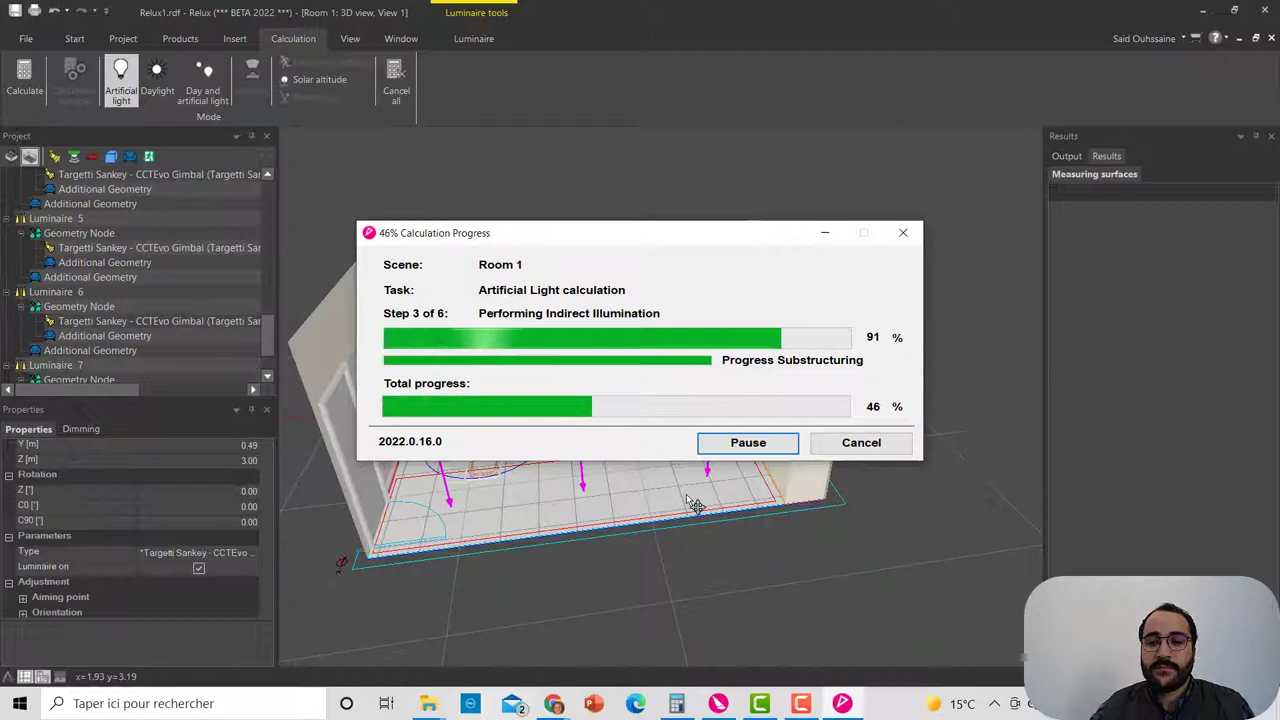 Relux1.rdf - Relux (*** BETA 2022 ***) - [Room 1: 3D view, View 1]
Luminaire tools
File Start Project Products Insert Calculation View Window Luminaire
Said Ouhssaine
Calculate
Artificial light
Daylight
Day and artificial light
Solar altitude
Cancel all
Mode
Project
Targetti Sankey - CCTEvo Gimbal (Targetti Sar
Additional Geometry
Additional Geometry
Luminaire 5
Geometry Node
Targetti Sankey - CCTEvo Gimbal (Targetti Sar
Additional Geometry
Additional Geometry
Luminaire 6
Geometry Node
Targetti Sankey - CCTEvo Gimbal (Targetti Sar
Additional Geometry
Additional Geometry
Luminaire 7
Geometry Node
Properties
Properties Dimming
Y [m] 0.49
Z [m] 3.00
Rotation
Z [°] 0.00
C0 [°] 0.00
C90 [°] 0.00
Parameters
Type *Targetti Sankey - CCTEvo ...
Luminaire on
Adjustment
Aiming point
Orientation
46% Calculation Progress
Scene: Room 1
Task: Artificial Light calculation
Step 3 of 6: Performing Indirect Illumination
91 %
Progress Substructuring
Total progress:
46 %
2022.0.16.0
Pause Cancel
Results
Output Results
Measuring surfaces
x=1.93 y=3.19
Taper ici pour rechercher
2
15°C